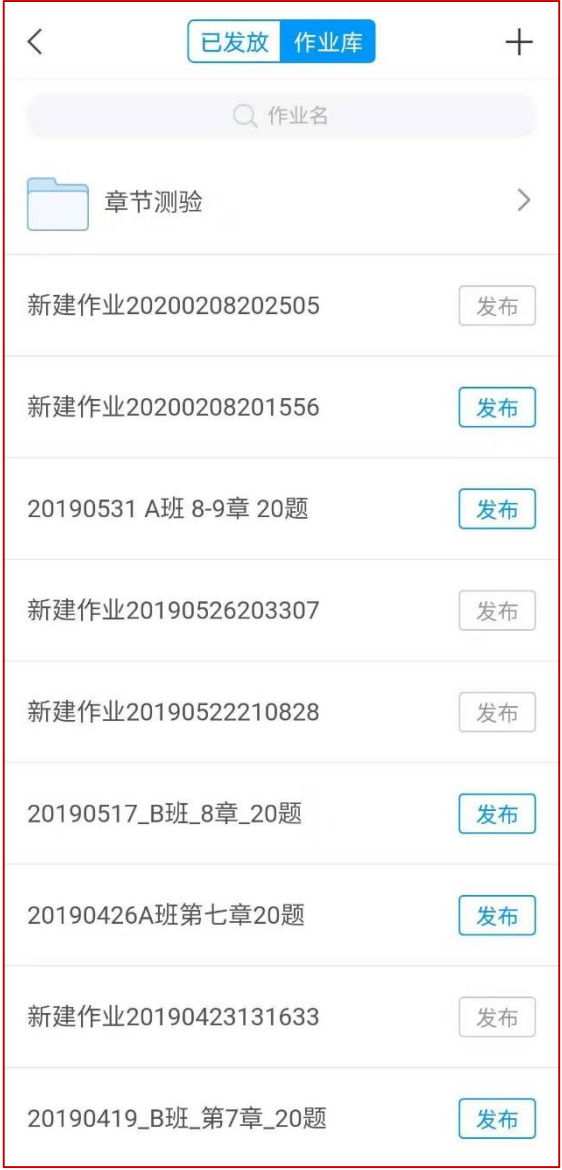 已发放 作业库
作业名
章节测验
新建作业20200208202505 发布
新建作业20200208201556 发布
20190531 A班 8-9章 20题 发布
新建作业20190526203307 发布
新建作业20190522210828 发布
20190517_B班_8章_20题 发布
20190426A班第七章20题 发布
新建作业20190423131633 发布
20190419_B班_第7章_20题 发布